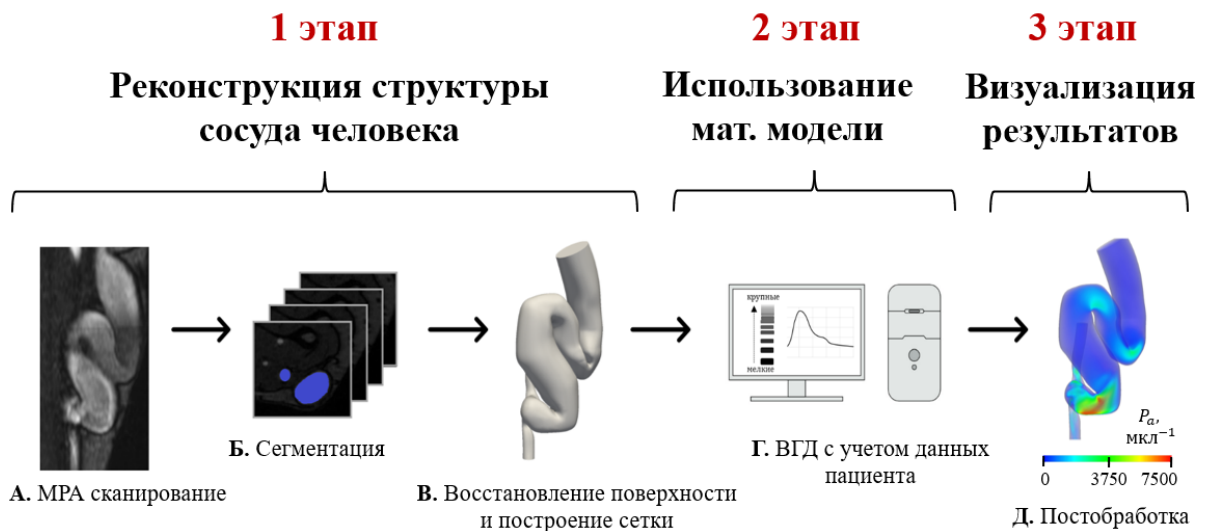 1 этап
2 этап
3 этап
Реконструкция структуры
сосуда человека
Использование
мат. модели
Визуализация
результатов
крупные
мелкие
А. МРА сканирование
Б. Сегментация
В. Восстановление поверхности
и построение сетки
Г. ВГД с учетом данных
пациента
Pₐ,
мкл⁻¹
0 3750 7500
Д. Постобработка